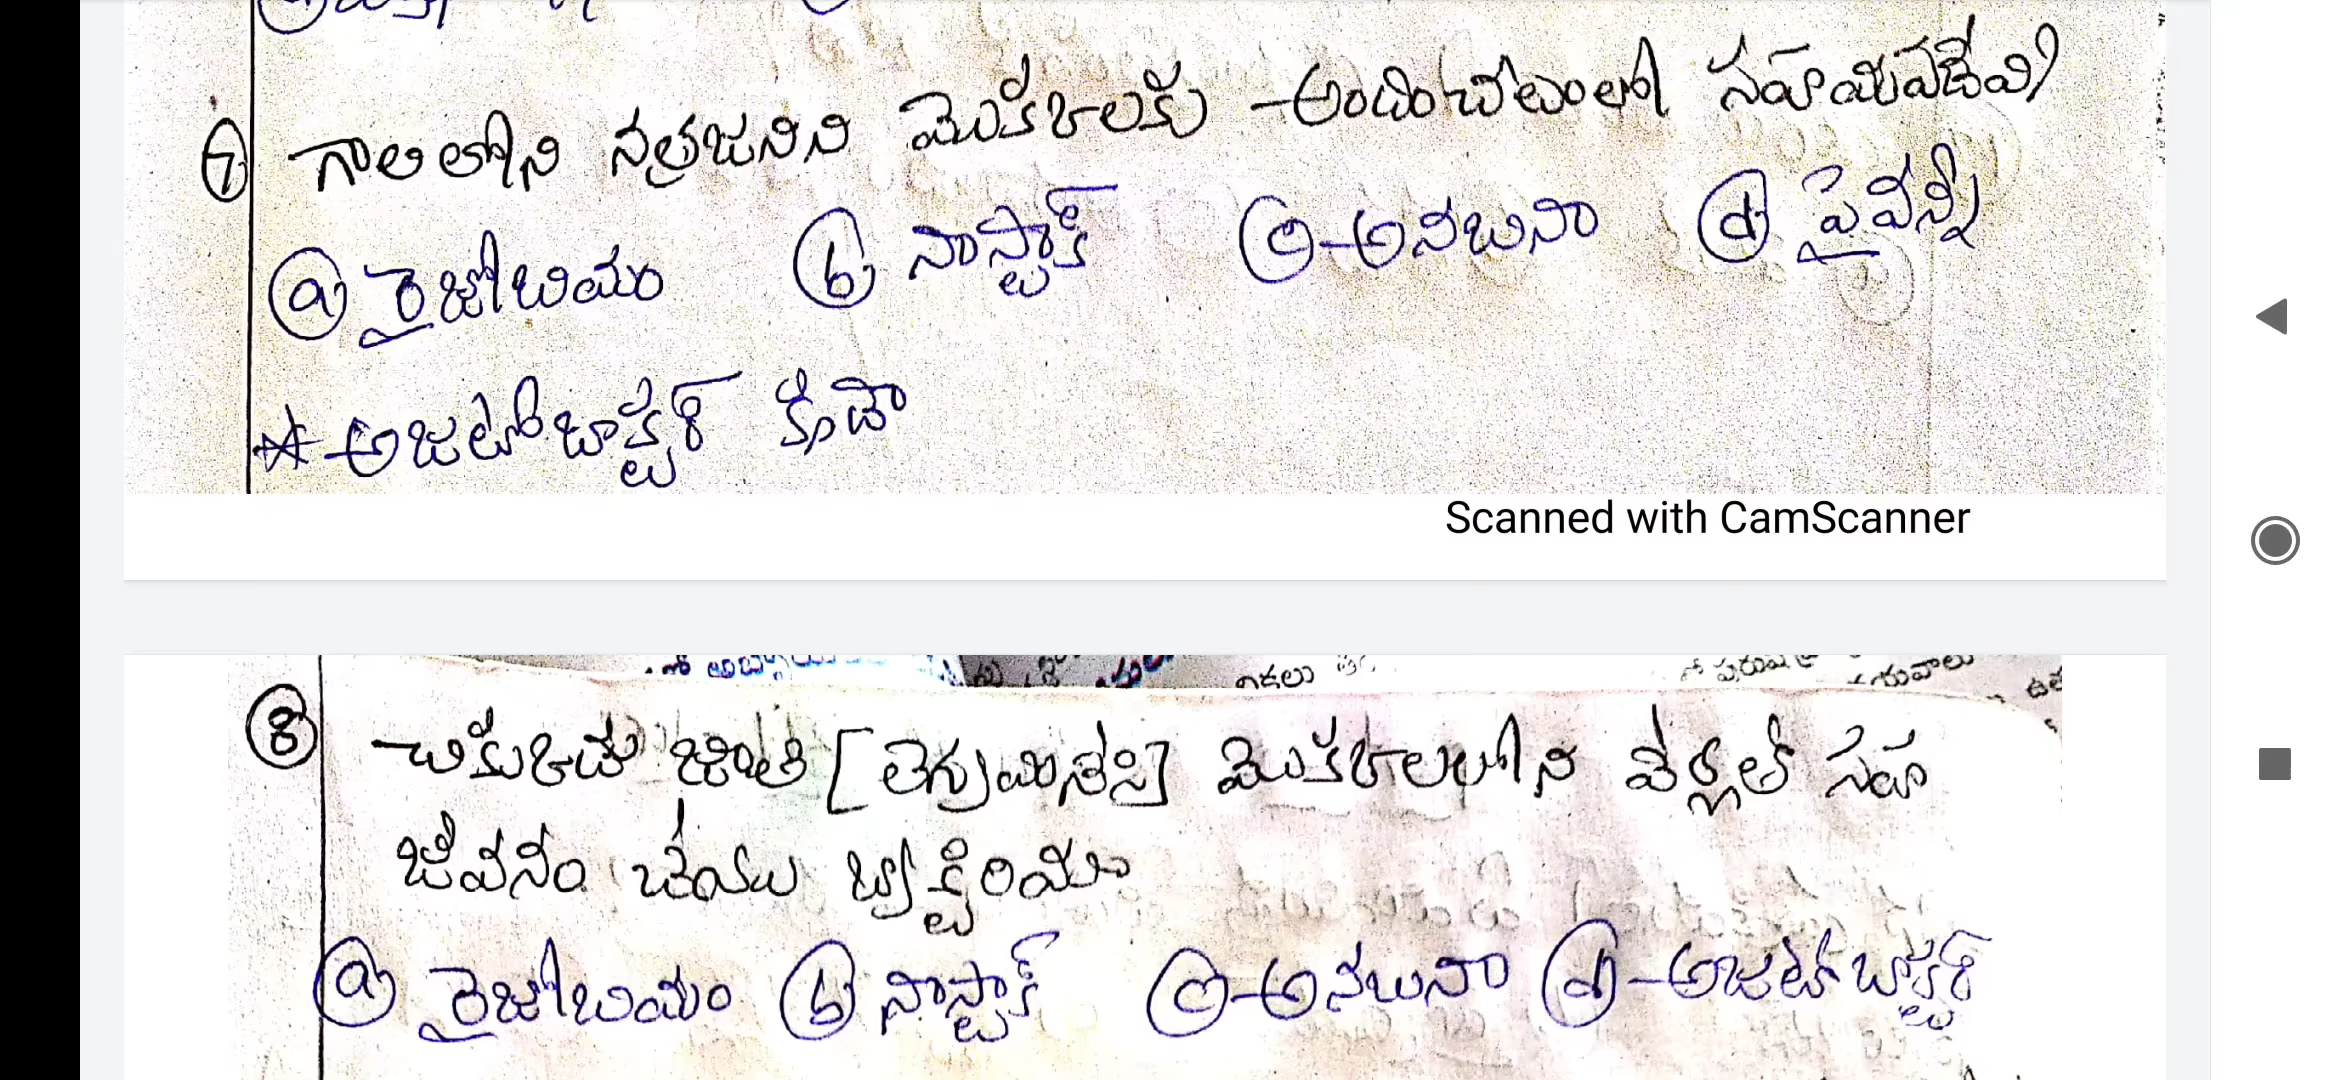 ⑦ గాలిలోని నత్రజనిని మొక్కలకు అందించుటంలో సహాయపడేవి
ⓐ రైజోబియం ⓑ నాస్టాక్ ⓒ అనబినా ⓓ పైవన్నీ
* అజటోబాక్టర్ కూడా
Scanned with CamScanner
⑧ చిక్కుడు జాతి [లెగ్యుమినేసి] మొక్కలలోని వేర్లతో సహ
జీవనం చేయు బ్యాక్టీరియం
ⓐ రైజోబియం ⓑ నాస్టాక్ ⓒ అనబినా ⓓ అజటోబాక్టర్